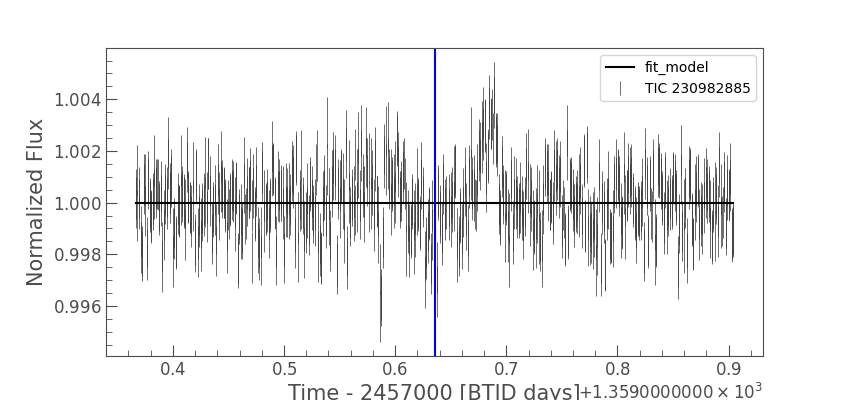 fit_model
TIC 230982885
Normalized Flux
1.004
1.002
1.000
0.998
0.996
0.4
0.5
0.6
0.7
0.8
0.9
Time - 2457000 [BTJD days]
+1.3590000000 × 10³